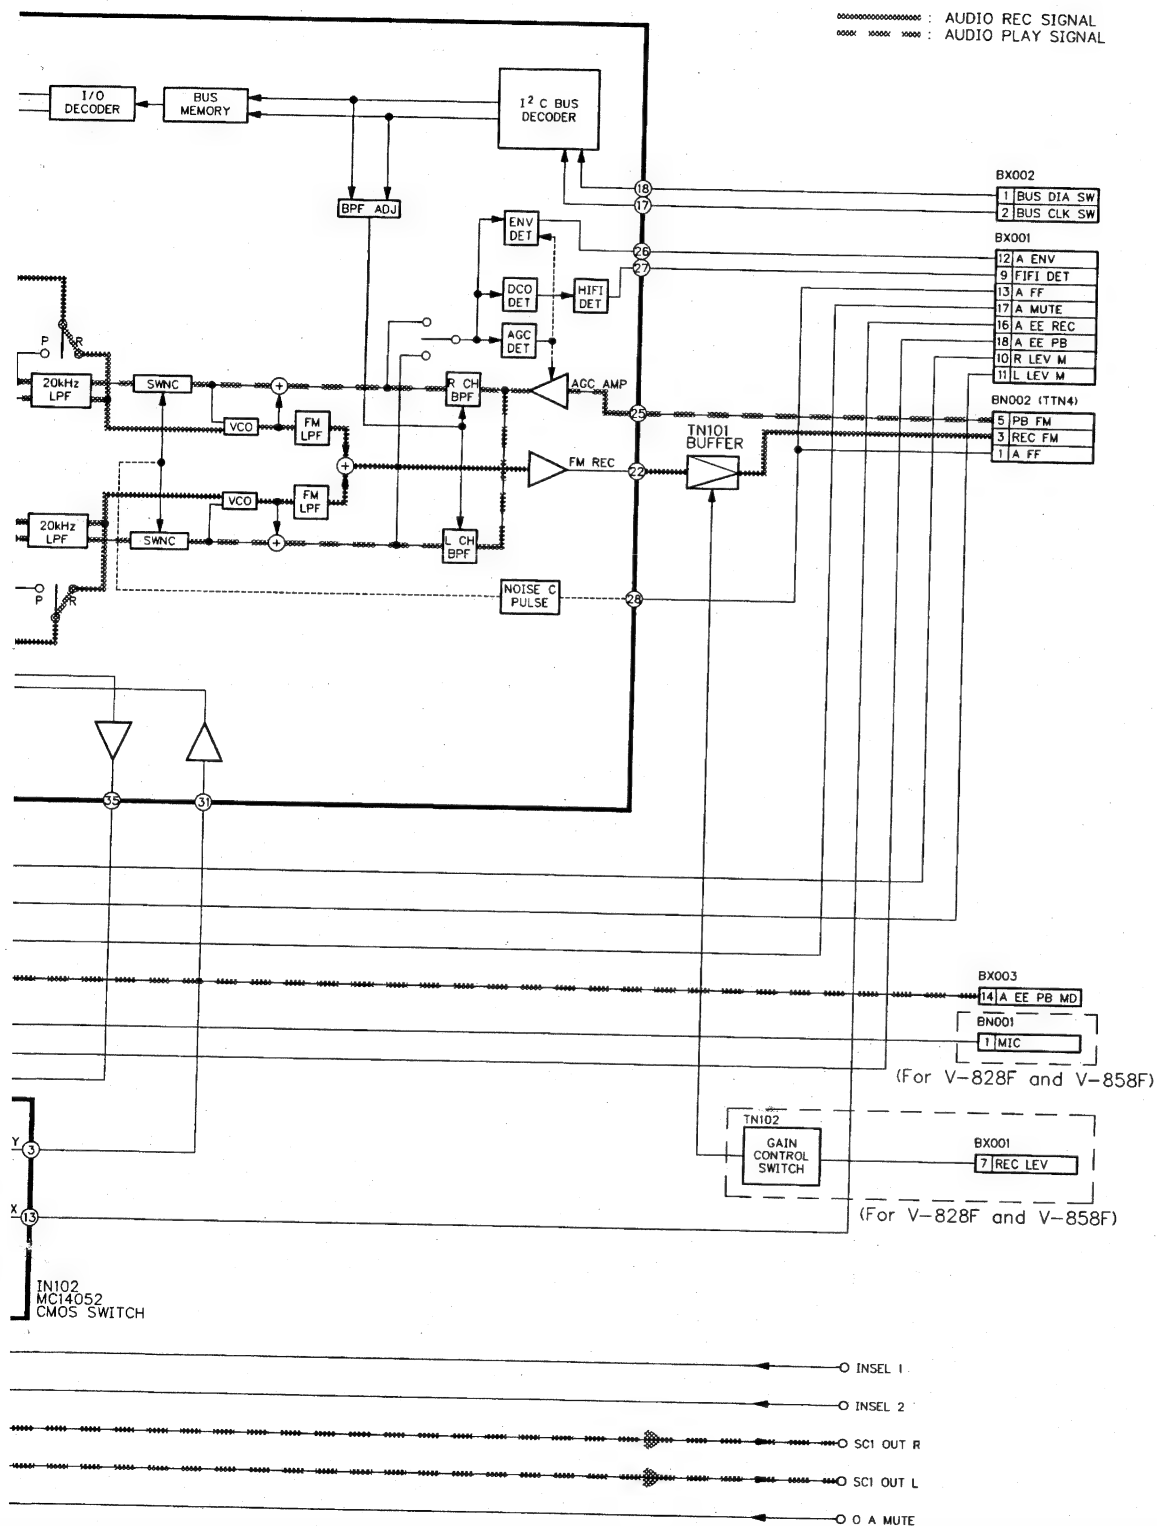 : AUDIO REC SIGNAL
: AUDIO PLAY SIGNAL
I/O
DECODER
BUS
MEMORY
I² C BUS
DECODER
BPF ADJ
18
17
BX002
1 BUS DIA SW
2 BUS CLK SW
ENV
DET
26
27
BX001
12 A ENV
9 FIFI DET
13 A FF
17 A MUTE
16 A EE REC
18 A EE PB
10 R LEV M
11 L LEV M
DCO
DET
HIFI
DET
AGC
DET
P
R
20kHz
LPF
SWNC
+
R CH
BPF
AGC AMP
25
BN002 (TTN4)
5 PB FM
3 REC FM
1 A FF
VCO
FM
LPF
+
FM REC
22
TN101
BUFFER
VCO
FM
LPF
20kHz
LPF
SWNC
+
L CH
BPF
P
R
NOISE C
PULSE
28
35
31
BX003
14 A EE PB MD
BN001
1 MIC
(For V-828F and V-858F)
TN102
GAIN
CONTROL
SWITCH
BX001
7 REC LEV
(For V-828F and V-858F)
Y
3
X
13
IN102
MC14052
CMOS SWITCH
INSEL 1
INSEL 2
SC1 OUT R
SC1 OUT L
O A MUTE